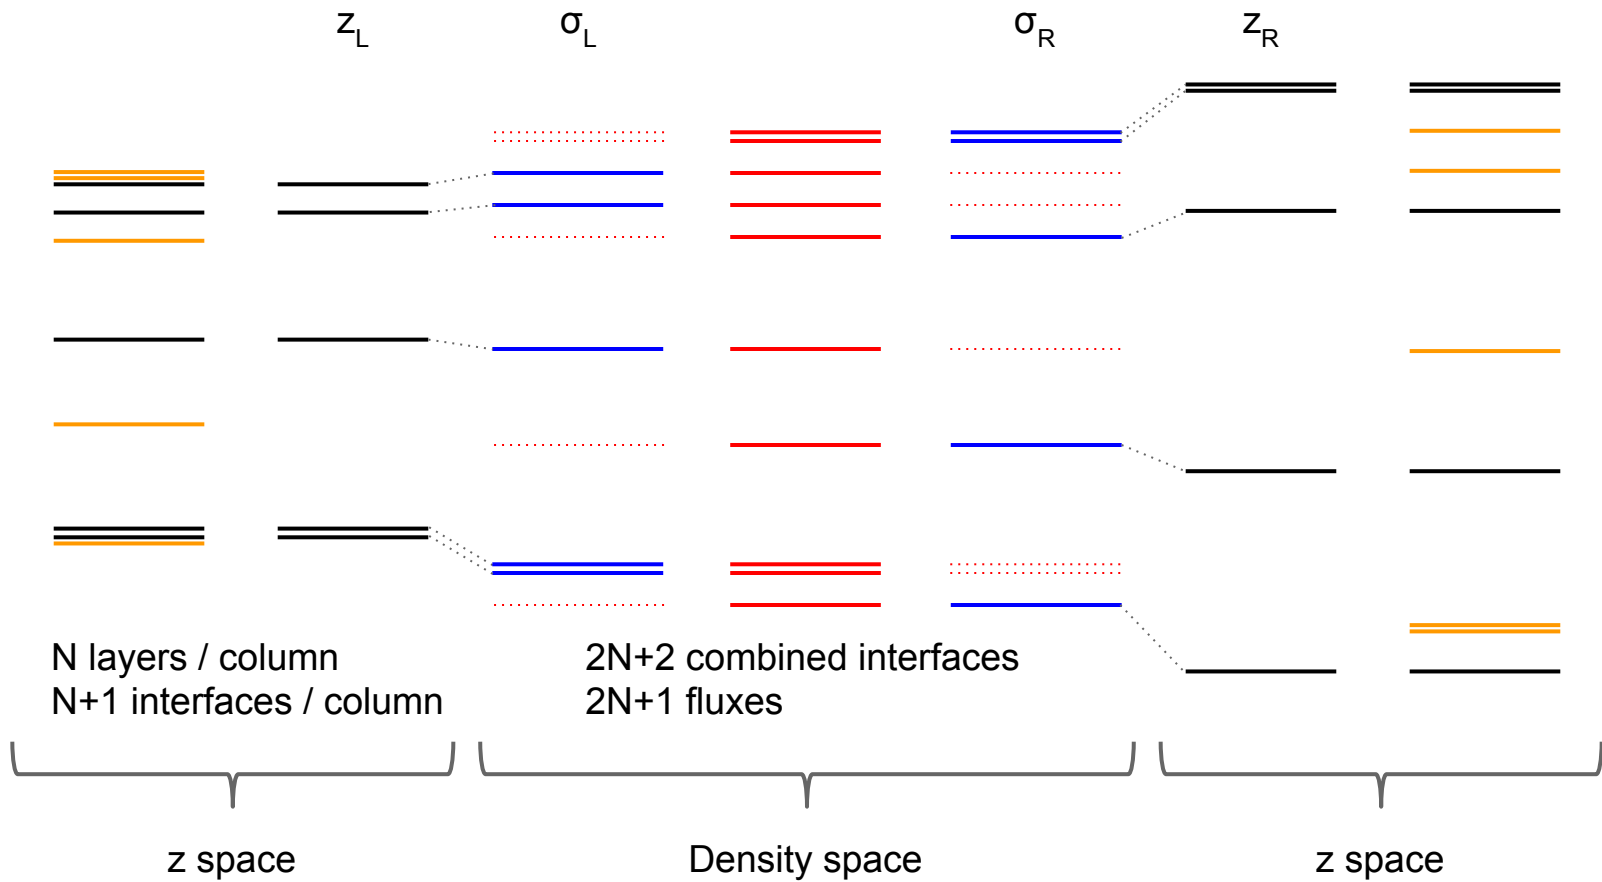 z_L
σ_L
σ_R
z_R
N layers / column
N+1 interfaces / column
2N+2 combined interfaces
2N+1 fluxes
z space
Density space
z space